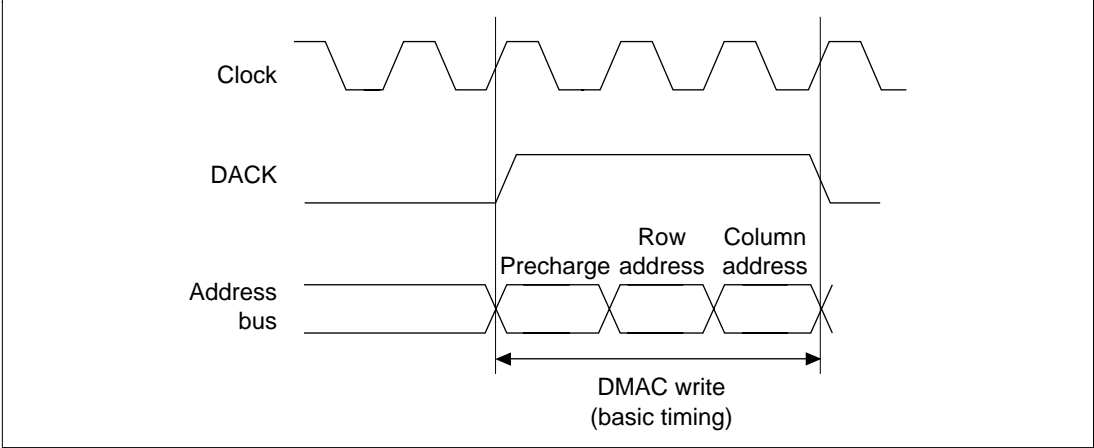 Clock
DACK
Row Column
Precharge address address
Address
bus
DMAC write
(basic timing)